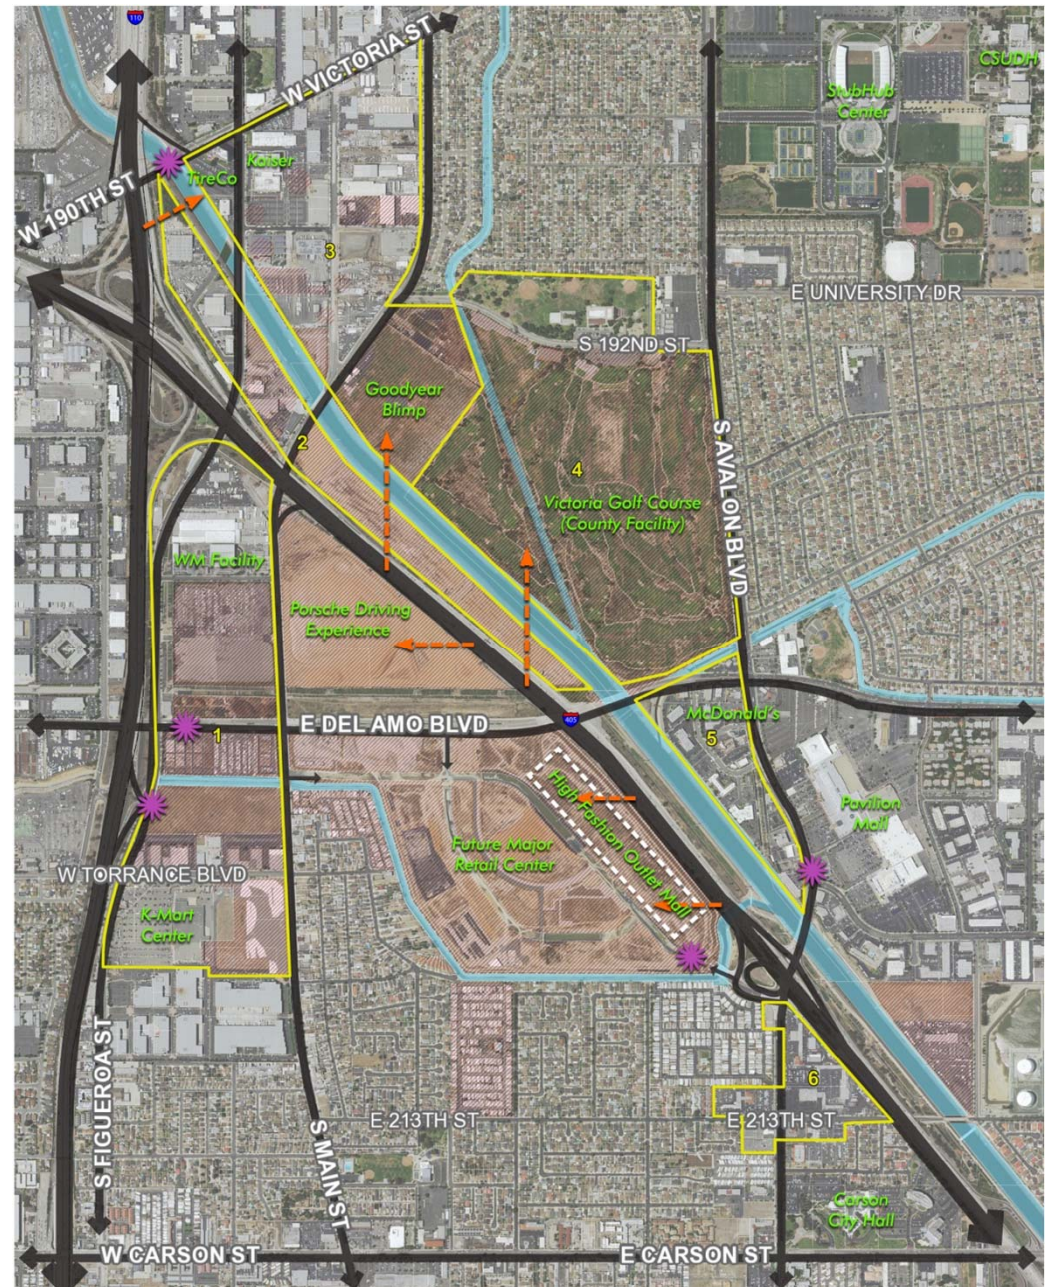 110
W VICTORIA ST
CSUDH
StubHub
Center
Kaiser
TireCo
W 190TH ST
3
E UNIVERSITY DR
S 192ND ST
Goodyear
Blimp
2
4
S AVALON BLVD
Victoria Golf Course
(County Facility)
WM Facility
Porsche Driving
Experience
McDonald's
E DEL AMO BLVD
405
1
5
High Fashion Outlet Mall
Pavilion
Mall
Future Major
Retail Center
W TORRANCE BLVD
K-Mart
Center
S FIGUEROA ST
6
E 213TH ST
E 213TH ST
S MAIN ST
Carson
City Hall
W CARSON ST
E CARSON ST